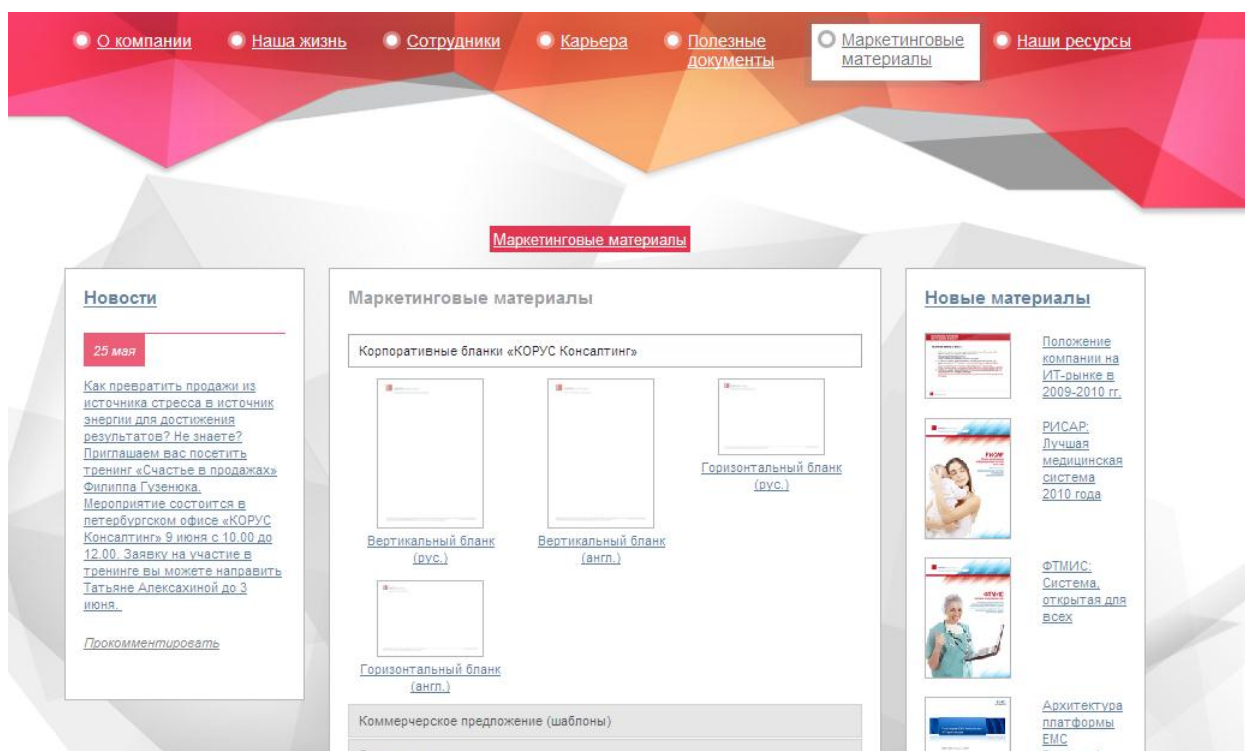 О компании
Наша жизнь
Сотрудники
Карьера
Полезные
документы
Маркетинговые
материалы
Наши ресурсы
Маркетинговые материалы
Новости
25 мая
Как превратить продажи из
источника стресса в источник
энергии для достижения
результатов? Не знаете?
Приглашаем вас посетить
тренинг «Счастье в продажах»
Филиппа Гузенюка.
Мероприятие состоится в
петербургском офисе «КОРУС
Консалтинг» 9 июня с 10.00 до
12.00. Заявку на участие в
тренинге вы можете направить
Татьяне Алексахиной до 3
июня.
Прокомментировать
Маркетинговые материалы
Корпоративные бланки «КОРУС Консалтинг»
Вертикальный бланк
(рус.)
Вертикальный бланк
(англ.)
Горизонтальный бланк
(рус.)
Горизонтальный бланк
(англ.)
Коммерчерское предложение (шаблоны)
Новые материалы
Положение
компании на
ИТ-рынке в
2009-2010 гг.
РИСАР
РИСАР:
Лучшая
медицинская
система
2010 года
ФТМИС
ФТМИС:
Система,
открытая для
всех
Архитектура
платформы
EMC